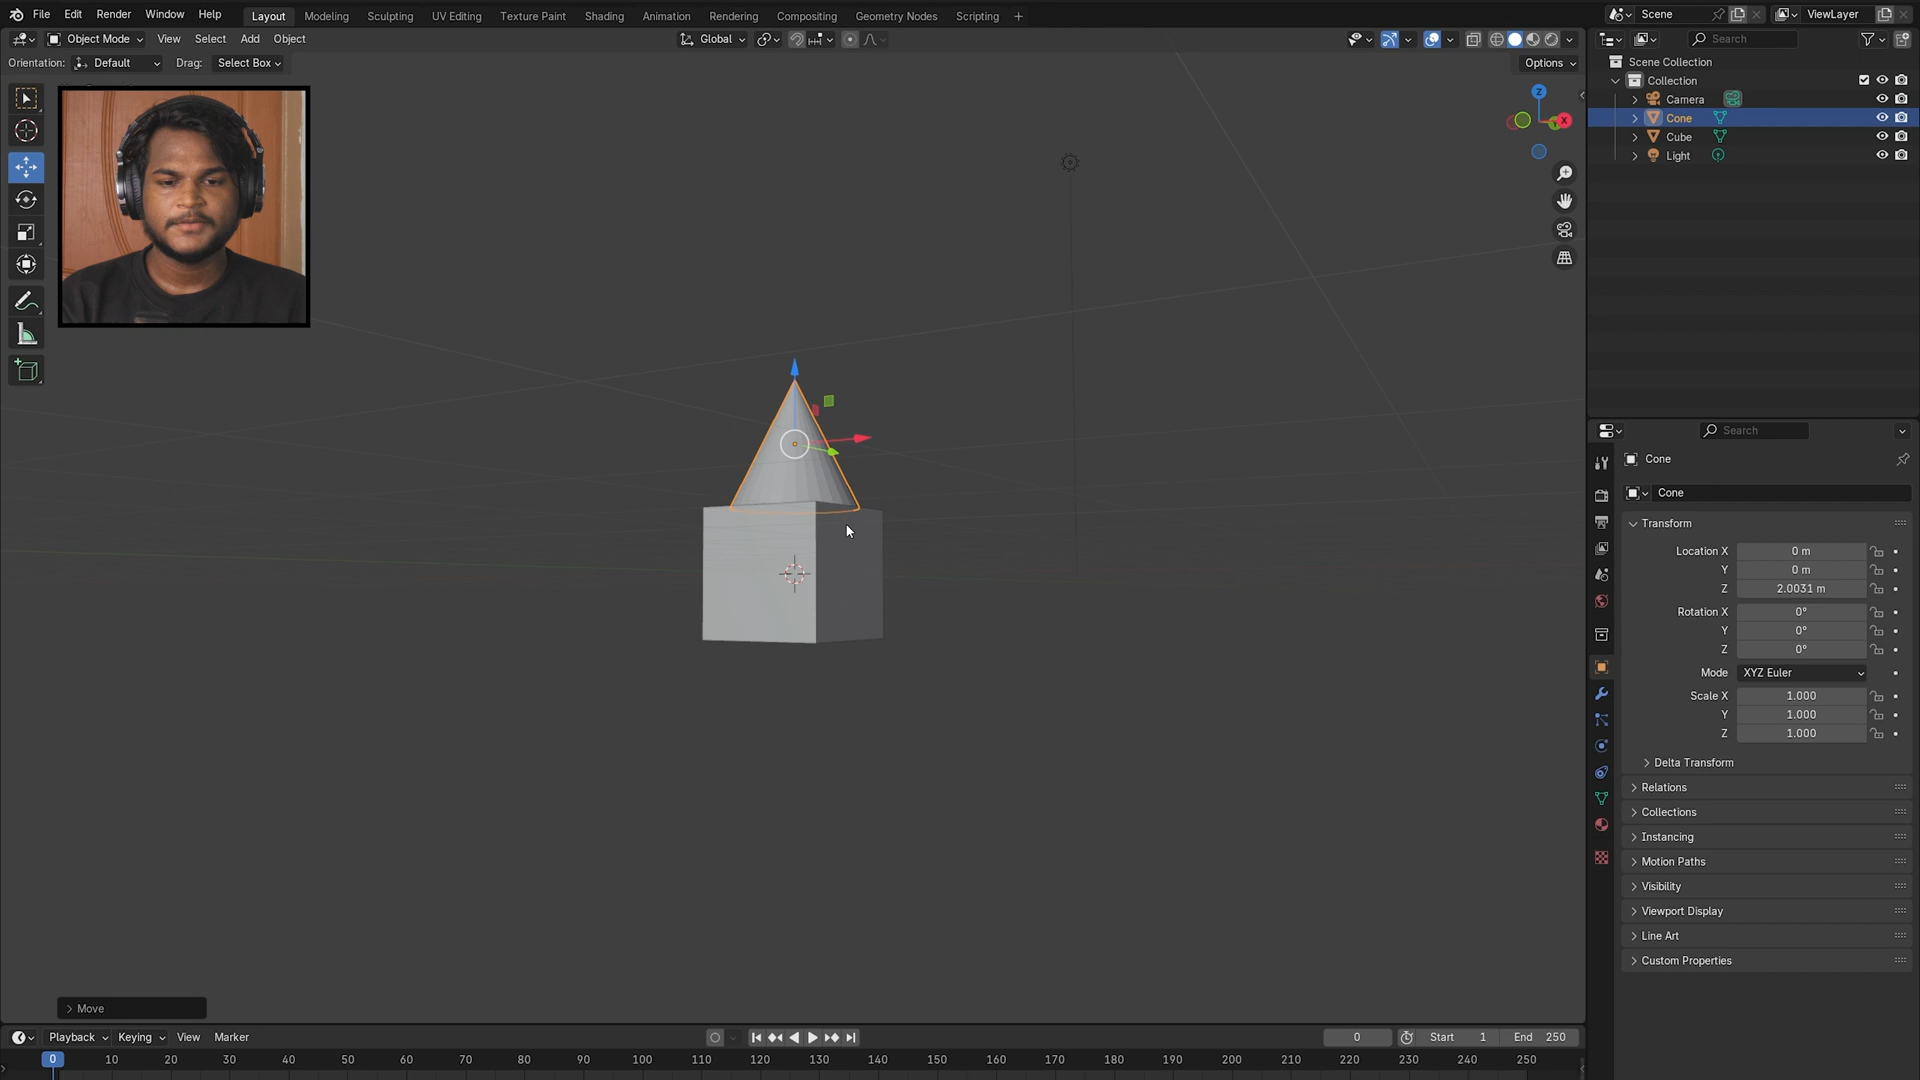 File Edit Render Window Help Layout Modeling Sculpting UV Editing Texture Paint Shading Animation Rendering Compositing Geometry Nodes Scripting + Scene ViewLayer
Object Mode View Select Add Object Global Search
Orientation: Default Drag: Select Box Options
Scene Collection
Collection
Camera
Cone
Cube
Light
Z
X
Search
Cone
Cone
Transform
Location X 0 m
Y 0 m
Z 2.0031 m
Rotation X 0°
Y 0°
Z 0°
Mode XYZ Euler
Scale X 1.000
Y 1.000
Z 1.000
Delta Transform
Relations
Collections
Instancing
Motion Paths
Visibility
Viewport Display
Line Art
Custom Properties
Move
Playback Keying View Marker 0 Start 1 End 250
0 10 20 30 40 50 60 70 80 90 100 110 120 130 140 150 160 170 180 190 200 210 220 230 240 250